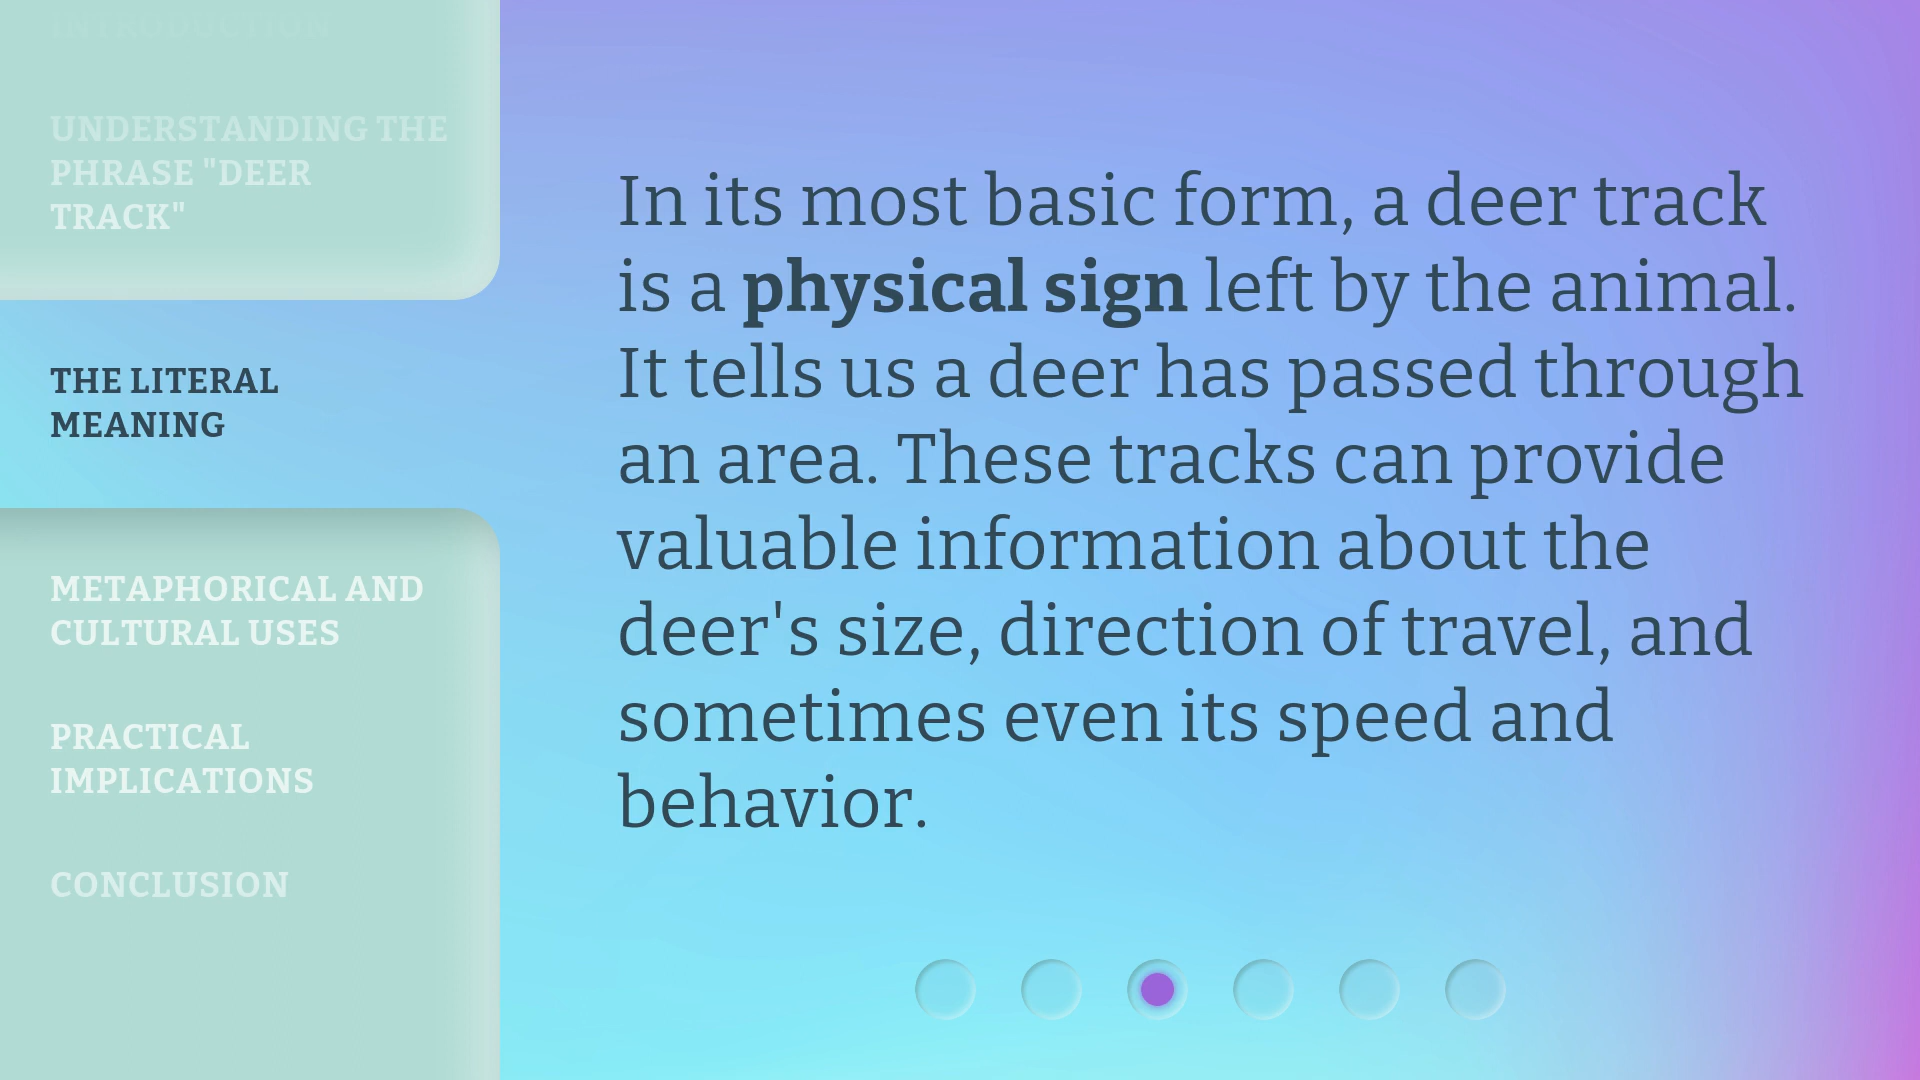 INTRODUCTION
UNDERSTANDING THE
PHRASE "DEER
TRACK"
THE LITERAL
MEANING
METAPHORICAL AND
CULTURAL USES
PRACTICAL
IMPLICATIONS
CONCLUSION
In its most basic form, a deer track
is a physical sign left by the animal.
It tells us a deer has passed through
an area. These tracks can provide
valuable information about the
deer's size, direction of travel, and
sometimes even its speed and
behavior.